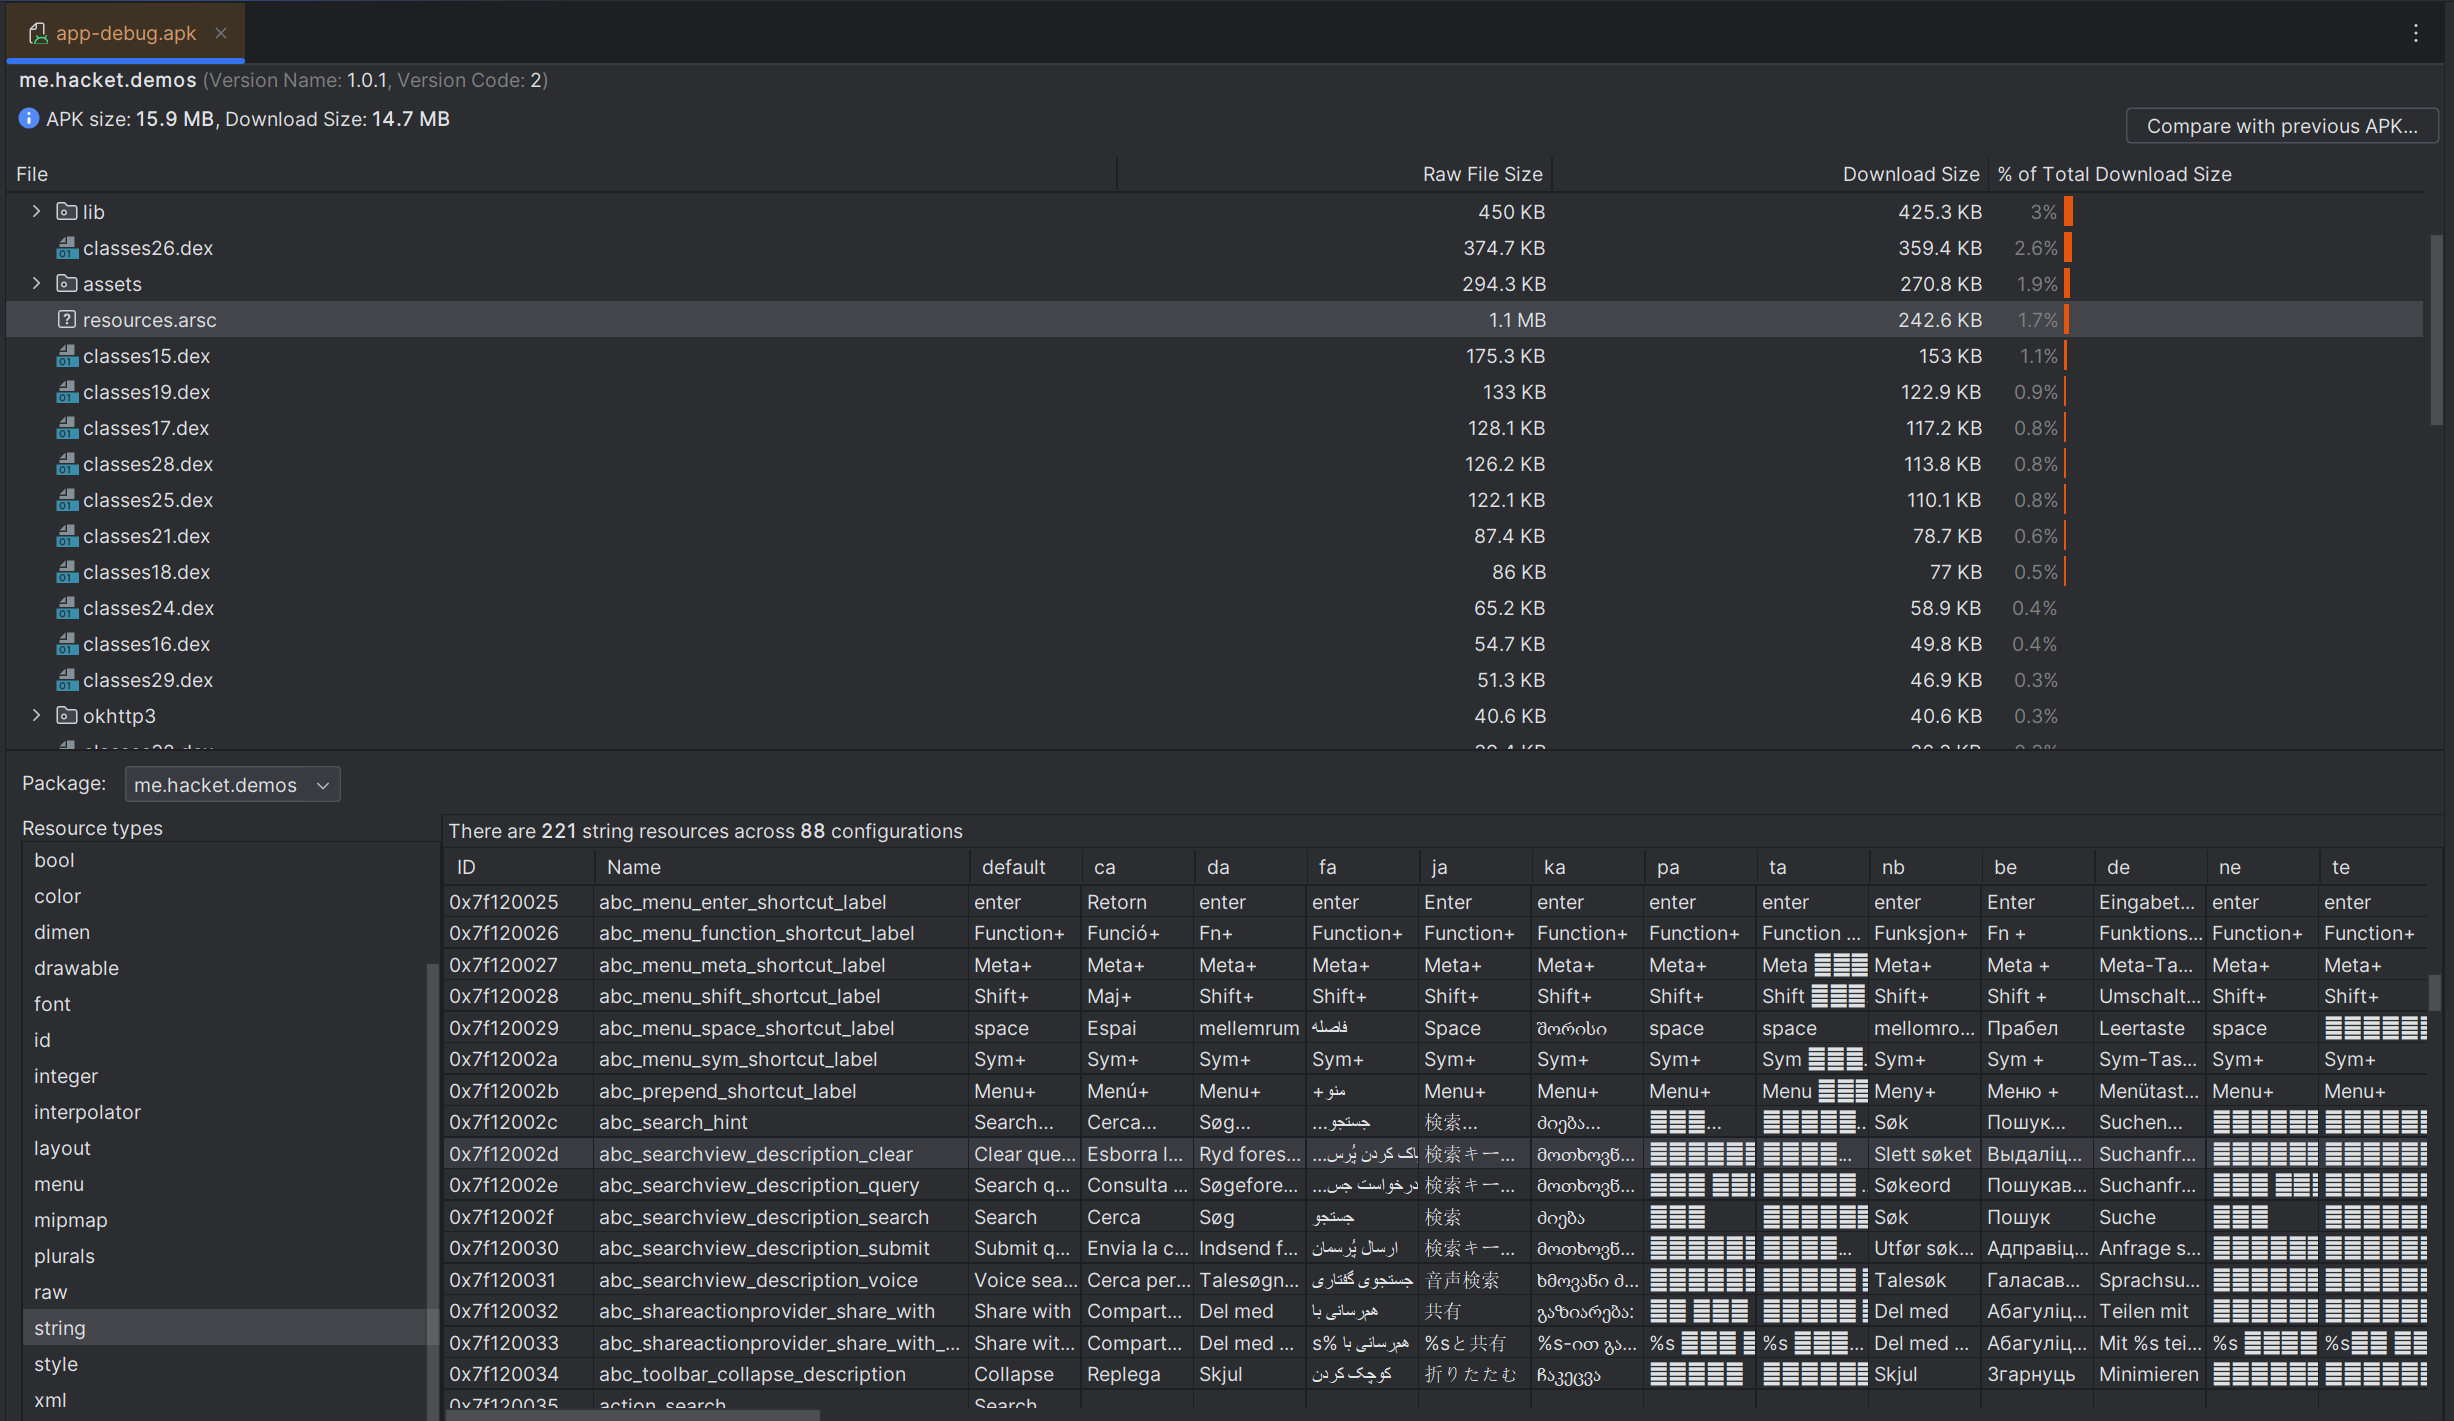 app-debug.apk
me.hacket.demos (Version Name: 1.0.1, Version Code: 2)
APK size: 15.9 MB, Download Size: 14.7 MB
Compare with previous APK...
File Raw File Size Download Size % of Total Download Size
lib 450 KB 425.3 KB 3%
classes26.dex 374.7 KB 359.4 KB 2.6%
assets 294.3 KB 270.8 KB 1.9%
resources.arsc 1.1 MB 242.6 KB 1.7%
classes15.dex 175.3 KB 153 KB 1.1%
classes19.dex 133 KB 122.9 KB 0.9%
classes17.dex 128.1 KB 117.2 KB 0.8%
classes28.dex 126.2 KB 113.8 KB 0.8%
classes25.dex 122.1 KB 110.1 KB 0.8%
classes21.dex 87.4 KB 78.7 KB 0.6%
classes18.dex 86 KB 77 KB 0.5%
classes24.dex 65.2 KB 58.9 KB 0.4%
classes16.dex 54.7 KB 49.8 KB 0.4%
classes29.dex 51.3 KB 46.9 KB 0.3%
okhttp3 40.6 KB 40.6 KB 0.3%
Package: me.hacket.demos
Resource types
bool
color
dimen
drawable
font
id
integer
interpolator
layout
menu
mipmap
plurals
raw
string
style
xml
There are 221 string resources across 88 configurations
ID Name default ca da fa ja ka pa ta nb be de ne te
0x7f120025 abc_menu_enter_shortcut_label enter Retorn enter enter Enter enter enter enter enter Enter Eingabet... enter enter
0x7f120026 abc_menu_function_shortcut_label Function+ Funció+ Fn+ Function+ Function+ Function+ Function+ Function ... Funksjon+ Fn + Funktions... Function+ Function+
0x7f120027 abc_menu_meta_shortcut_label Meta+ Meta+ Meta+ Meta+ Meta+ Meta+ Meta+ Meta Meta+ Meta + Meta-Ta... Meta+ Meta+
0x7f120028 abc_menu_shift_shortcut_label Shift+ Maj+ Shift+ Shift+ Shift+ Shift+ Shift+ Shift Shift+ Shift + Umschalt... Shift+ Shift+
0x7f120029 abc_menu_space_shortcut_label space Espai mellemrum فاصله Space შორისი space space mellomro... Прабел Leertaste space
0x7f12002a abc_menu_sym_shortcut_label Sym+ Sym+ Sym+ Sym+ Sym+ Sym+ Sym+ Sym Sym+ Sym + Sym-Tas... Sym+ Sym+
0x7f12002b abc_prepend_shortcut_label Menu+ Menú+ Menu+ منو+ Menu+ Menu+ Menu+ Menu Meny+ Меню + Menütast... Menu+ Menu+
0x7f12002c abc_search_hint Search... Cerca... Søg... جستجو... 検索... ძიება... Søk Пошук... Suchen...
0x7f12002d abc_searchview_description_clear Clear que... Esborra l... Ryd fores... پاک کردن پُرس... 検索キー... მოთხოვნ... Slett søket Выдаліц... Suchanfr...
0x7f12002e abc_searchview_description_query Search q... Consulta ... Søgefore... درخواست جس... 検索キー... მოთხოვნ... Søkeord Пошукав... Suchanfr...
0x7f12002f abc_searchview_description_search Search Cerca Søg جستجو 検索 ძიება Søk Пошук Suche
0x7f120030 abc_searchview_description_submit Submit q... Envia la c... Indsend f... ارسال پُرسمان 検索キー... მოთხოვნ... Utfør søk... Адправіц... Anfrage s...
0x7f120031 abc_searchview_description_voice Voice sea... Cerca per... Talesøgn... جستجوی گفتاری 音声検索 ხმოვანი ძ... Talesøk Галасав... Sprachsu...
0x7f120032 abc_shareactionprovider_share_with Share with Compart... Del med هم‌رسانی با 共有 გაზიარება: Del med Абагуліц... Teilen mit
0x7f120033 abc_shareactionprovider_share_with_... Share wit... Compart... Del med ... هم‌رسانی با %s %sと共有 %s-ით გა... %s %s Del med ... Абагуліц... Mit %s tei... %s %s
0x7f120034 abc_toolbar_collapse_description Collapse Replega Skjul کوچک کردن 折りたたむ ჩაკეცვა Skjul Згарнуць Minimieren
0x7f120035 action_search Search